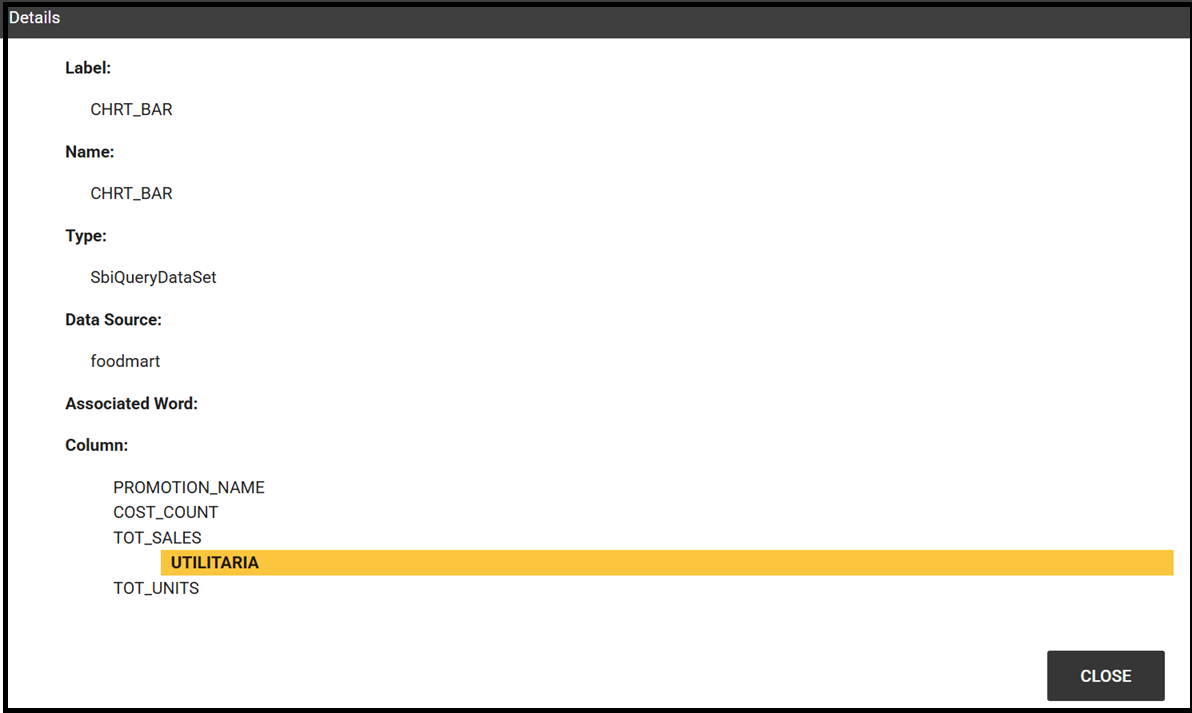 Details
Label:
CHRT_BAR
Name:
CHRT_BAR
Type:
SbiQueryDataSet
Data Source:
foodmart
Associated Word:
Column:
PROMOTION_NAME
COST_COUNT
TOT_SALES
UTILITARIA
TOT_UNITS
CLOSE